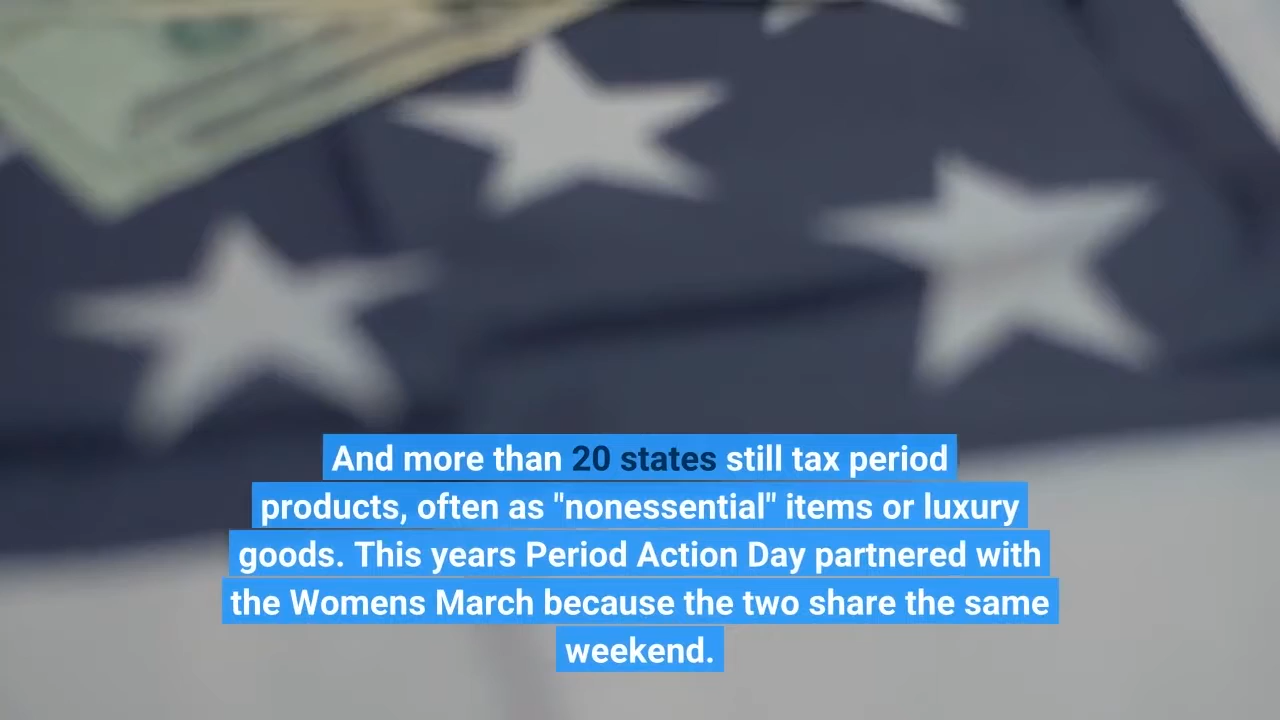 And more than 20 states still tax period
products, often as "nonessential" items or luxury
goods. This years Period Action Day partnered with
the Womens March because the two share the same
weekend.